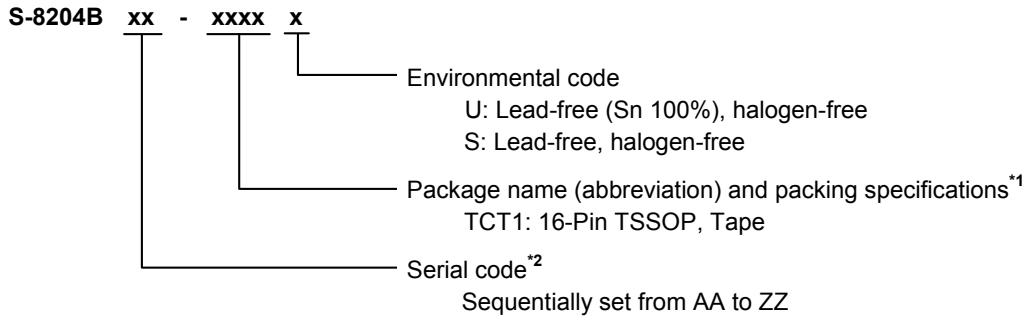 S-8204B xx - xxxx x
Environmental code
U: Lead-free (Sn 100%), halogen-free
S: Lead-free, halogen-free
Package name (abbreviation) and packing specifications*1
TCT1: 16-Pin TSSOP, Tape
Serial code*2
Sequentially set from AA to ZZ